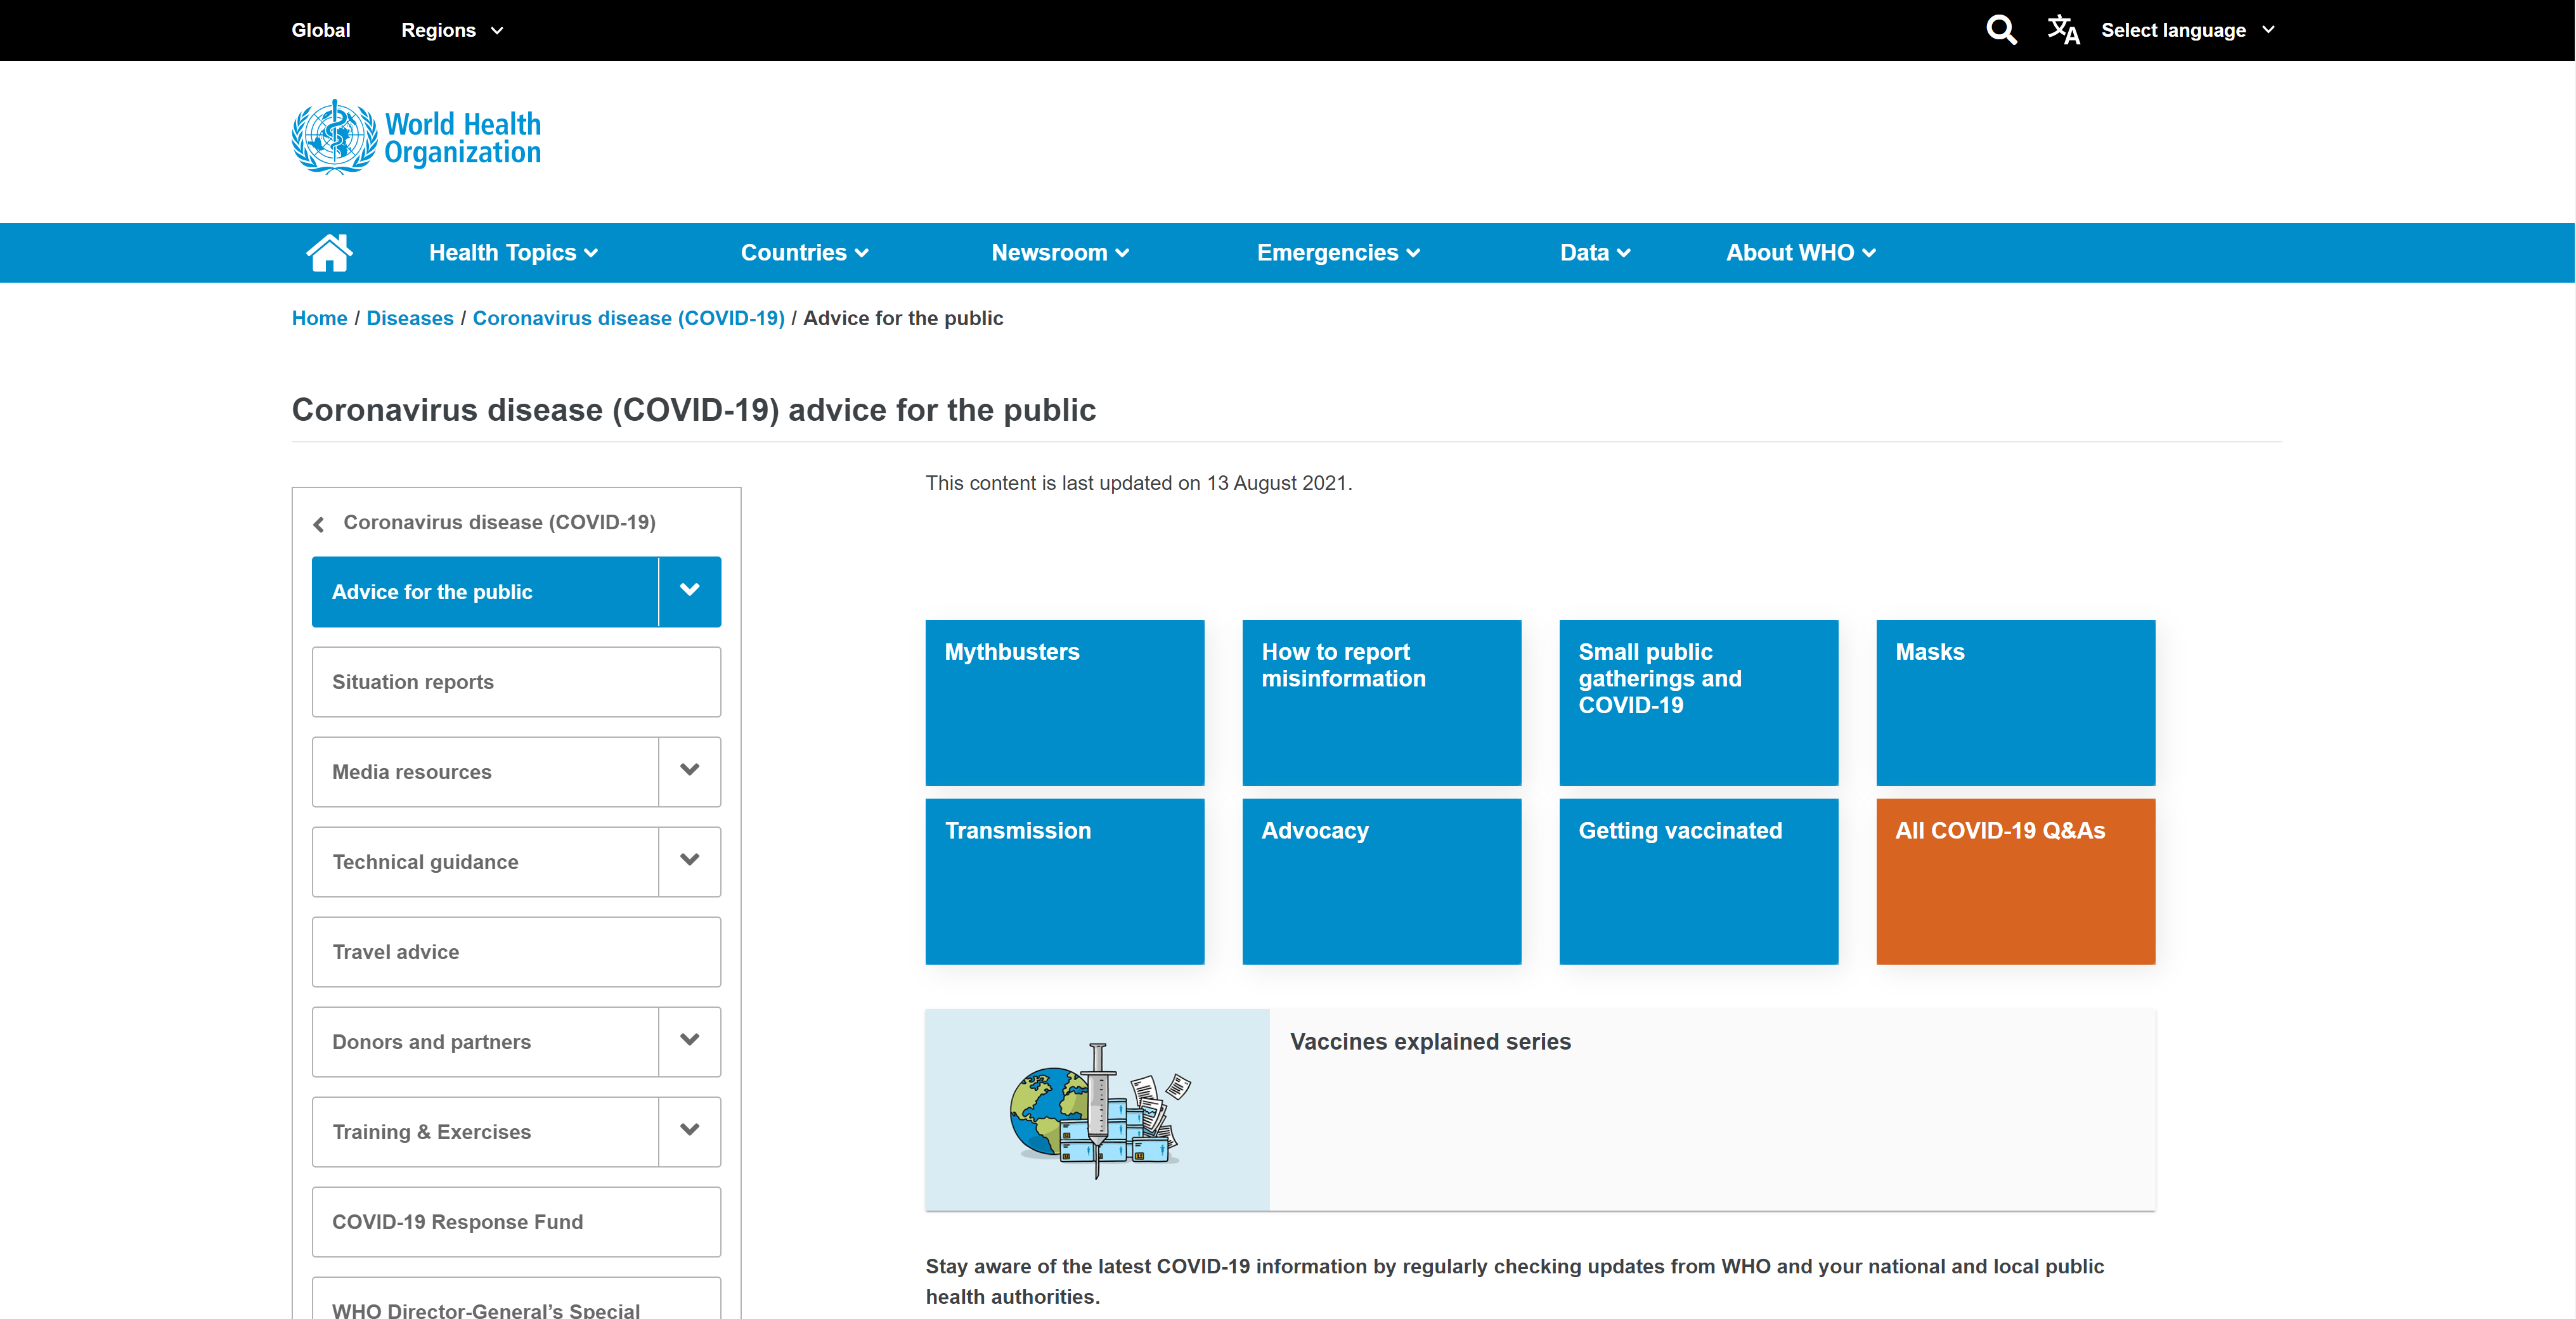 Global
Regions
Select language
World Health
Organization
Health Topics
Countries
Newsroom
Emergencies
Data
About WHO
Home / Diseases / Coronavirus disease (COVID-19) / Advice for the public
Coronavirus disease (COVID-19) advice for the public
Coronavirus disease (COVID-19)
Advice for the public
Situation reports
Media resources
Technical guidance
Travel advice
Donors and partners
Training & Exercises
COVID-19 Response Fund
WHO Director-General’s Special
This content is last updated on 13 August 2021.
Mythbusters
How to report
misinformation
Small public
gatherings and
COVID-19
Masks
Transmission
Advocacy
Getting vaccinated
All COVID-19 Q&As
Vaccines explained series
Stay aware of the latest COVID-19 information by regularly checking updates from WHO and your national and local public
health authorities.